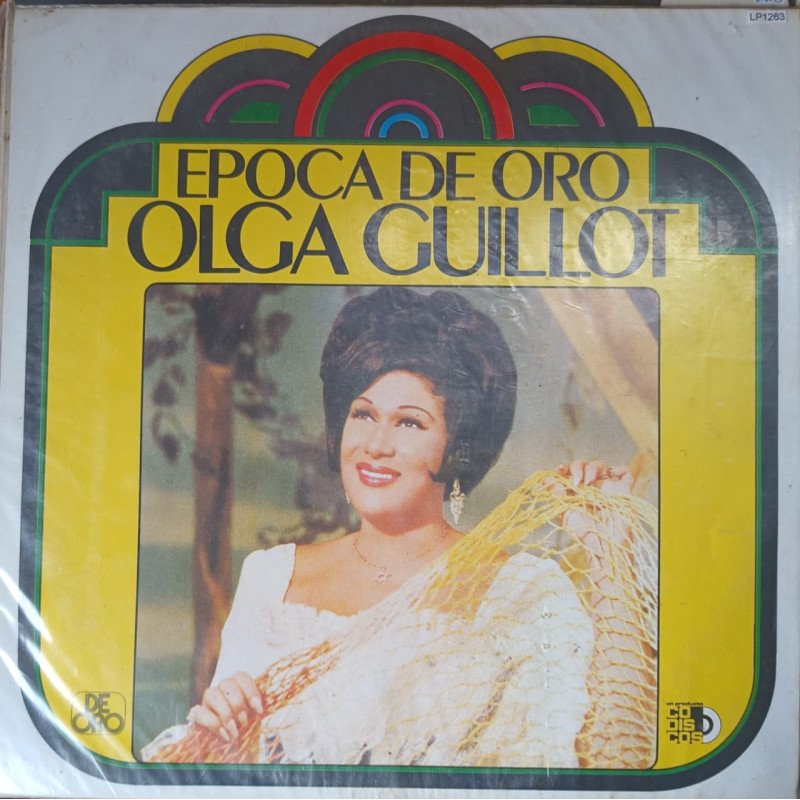 LP1263
EPOCA DE ORO
OLGA GUILLOT
DE
ORO
un producto
CO
DIS
COS